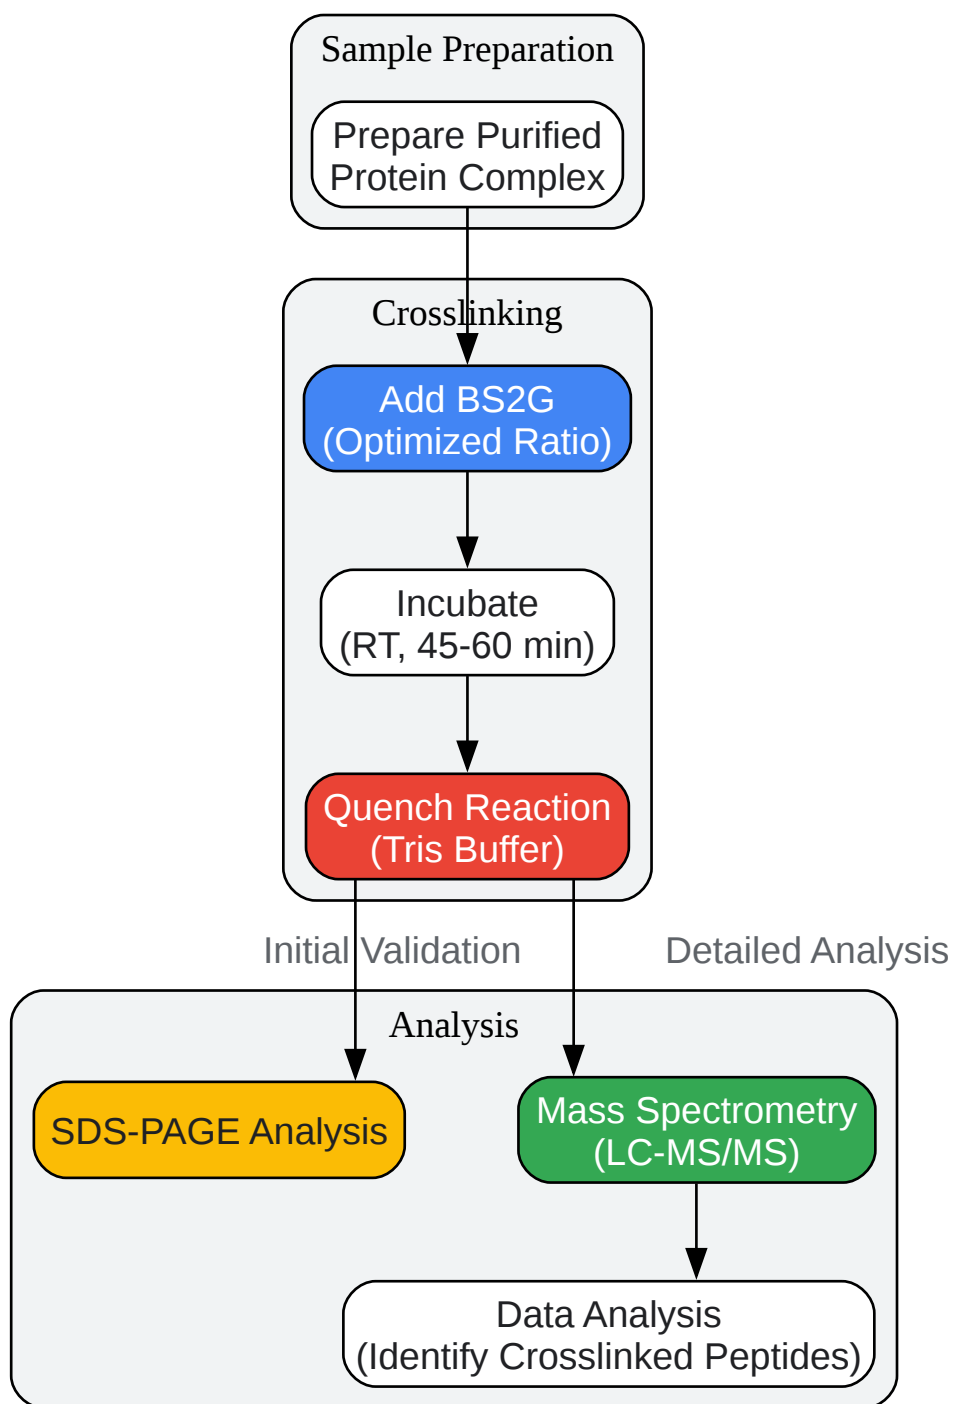 Sample Preparation
Prepare Purified
Protein Complex
Crosslinking
Add BS2G
(Optimized Ratio)
Incubate
(RT, 45-60 min)
Quench Reaction
(Tris Buffer)
Initial Validation
Detailed Analysis
Analysis
SDS-PAGE Analysis
Mass Spectrometry
(LC-MS/MS)
Data Analysis
(Identify Crosslinked Peptides)